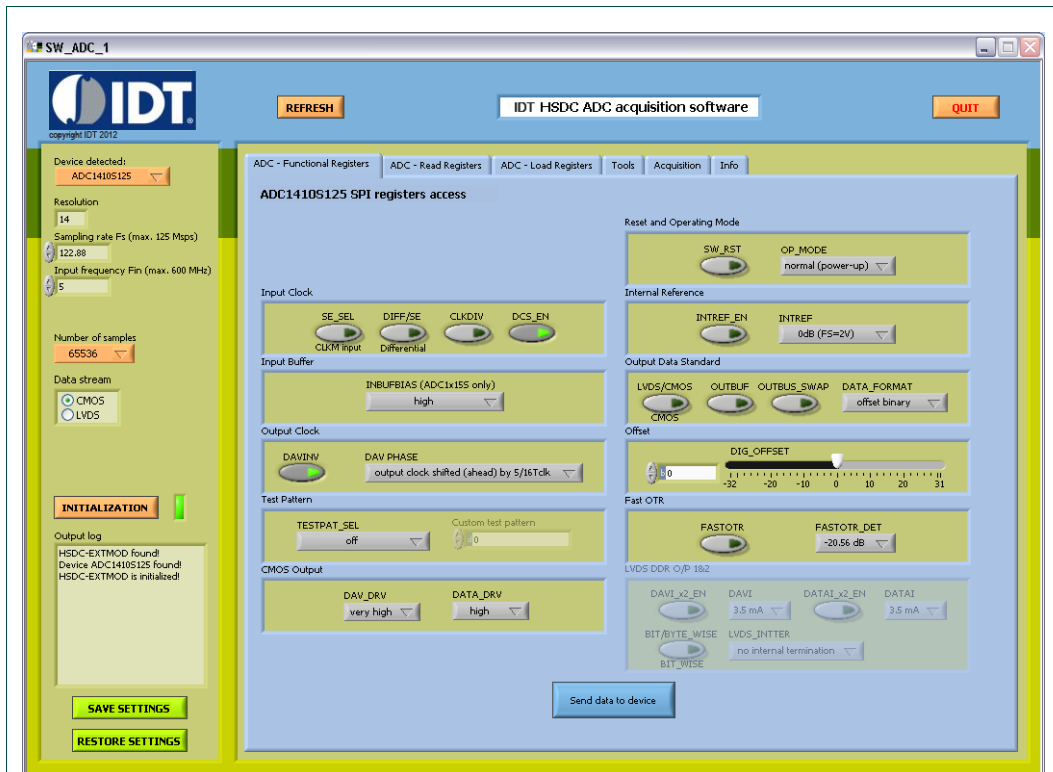 SW_ADC_1
IDT
copyright IDT 2012
REFRESH
IDT HSDC ADC acquisition software
QUIT
Device detected:
ADC1410S125
Resolution
14
Sampling rate Fs (max. 125 Msps)
122.88
Input frequency Fin (max. 600 MHz)
5
Number of samples
65536
Data stream
CMOS
LVDS
INITIALIZATION
Output log
HSDC-EXTMOD found!
Device ADC1410S125 found!
HSDC-EXTMOD is initialized!
SAVE SETTINGS
RESTORE SETTINGS
ADC - Functional Registers ADC - Read Registers ADC - Load Registers Tools Acquisition Info
ADC1410S125 SPI registers access
Input Clock
SE_SEL DIFF/SE CLKDIV DCS_EN
CLKM input Differential
Input Buffer
INBUFBIAS (ADC1x15S only)
high
Output Clock
DAVINV DAV PHASE
output clock shifted (ahead) by 5/16Tclk
Test Pattern
TESTPAT_SEL Custom test pattern
off 0
CMOS Output
DAV_DRV DATA_DRV
very high high
Reset and Operating Mode
SW_RST OP_MODE
normal (power-up)
Internal Reference
INTREF_EN INTREF
0dB (FS=2V)
Output Data Standard
LVDS/CMOS OUTBUF OUTBUS_SWAP DATA_FORMAT
offset binary
CMOS
Offset
DIG_OFFSET
0
-32 -20 -10 0 10 20 31
Fast OTR
FASTOTR FASTOTR_DET
-20.56 dB
LVDS DDR O/P 1&2
DAVI_x2_EN DAVI DATAI_x2_EN DATAI
3.5 mA 3.5 mA
BIT/BYTE_WISE LVDS_INTTER
no internal termination
BIT_WISE
Send data to device